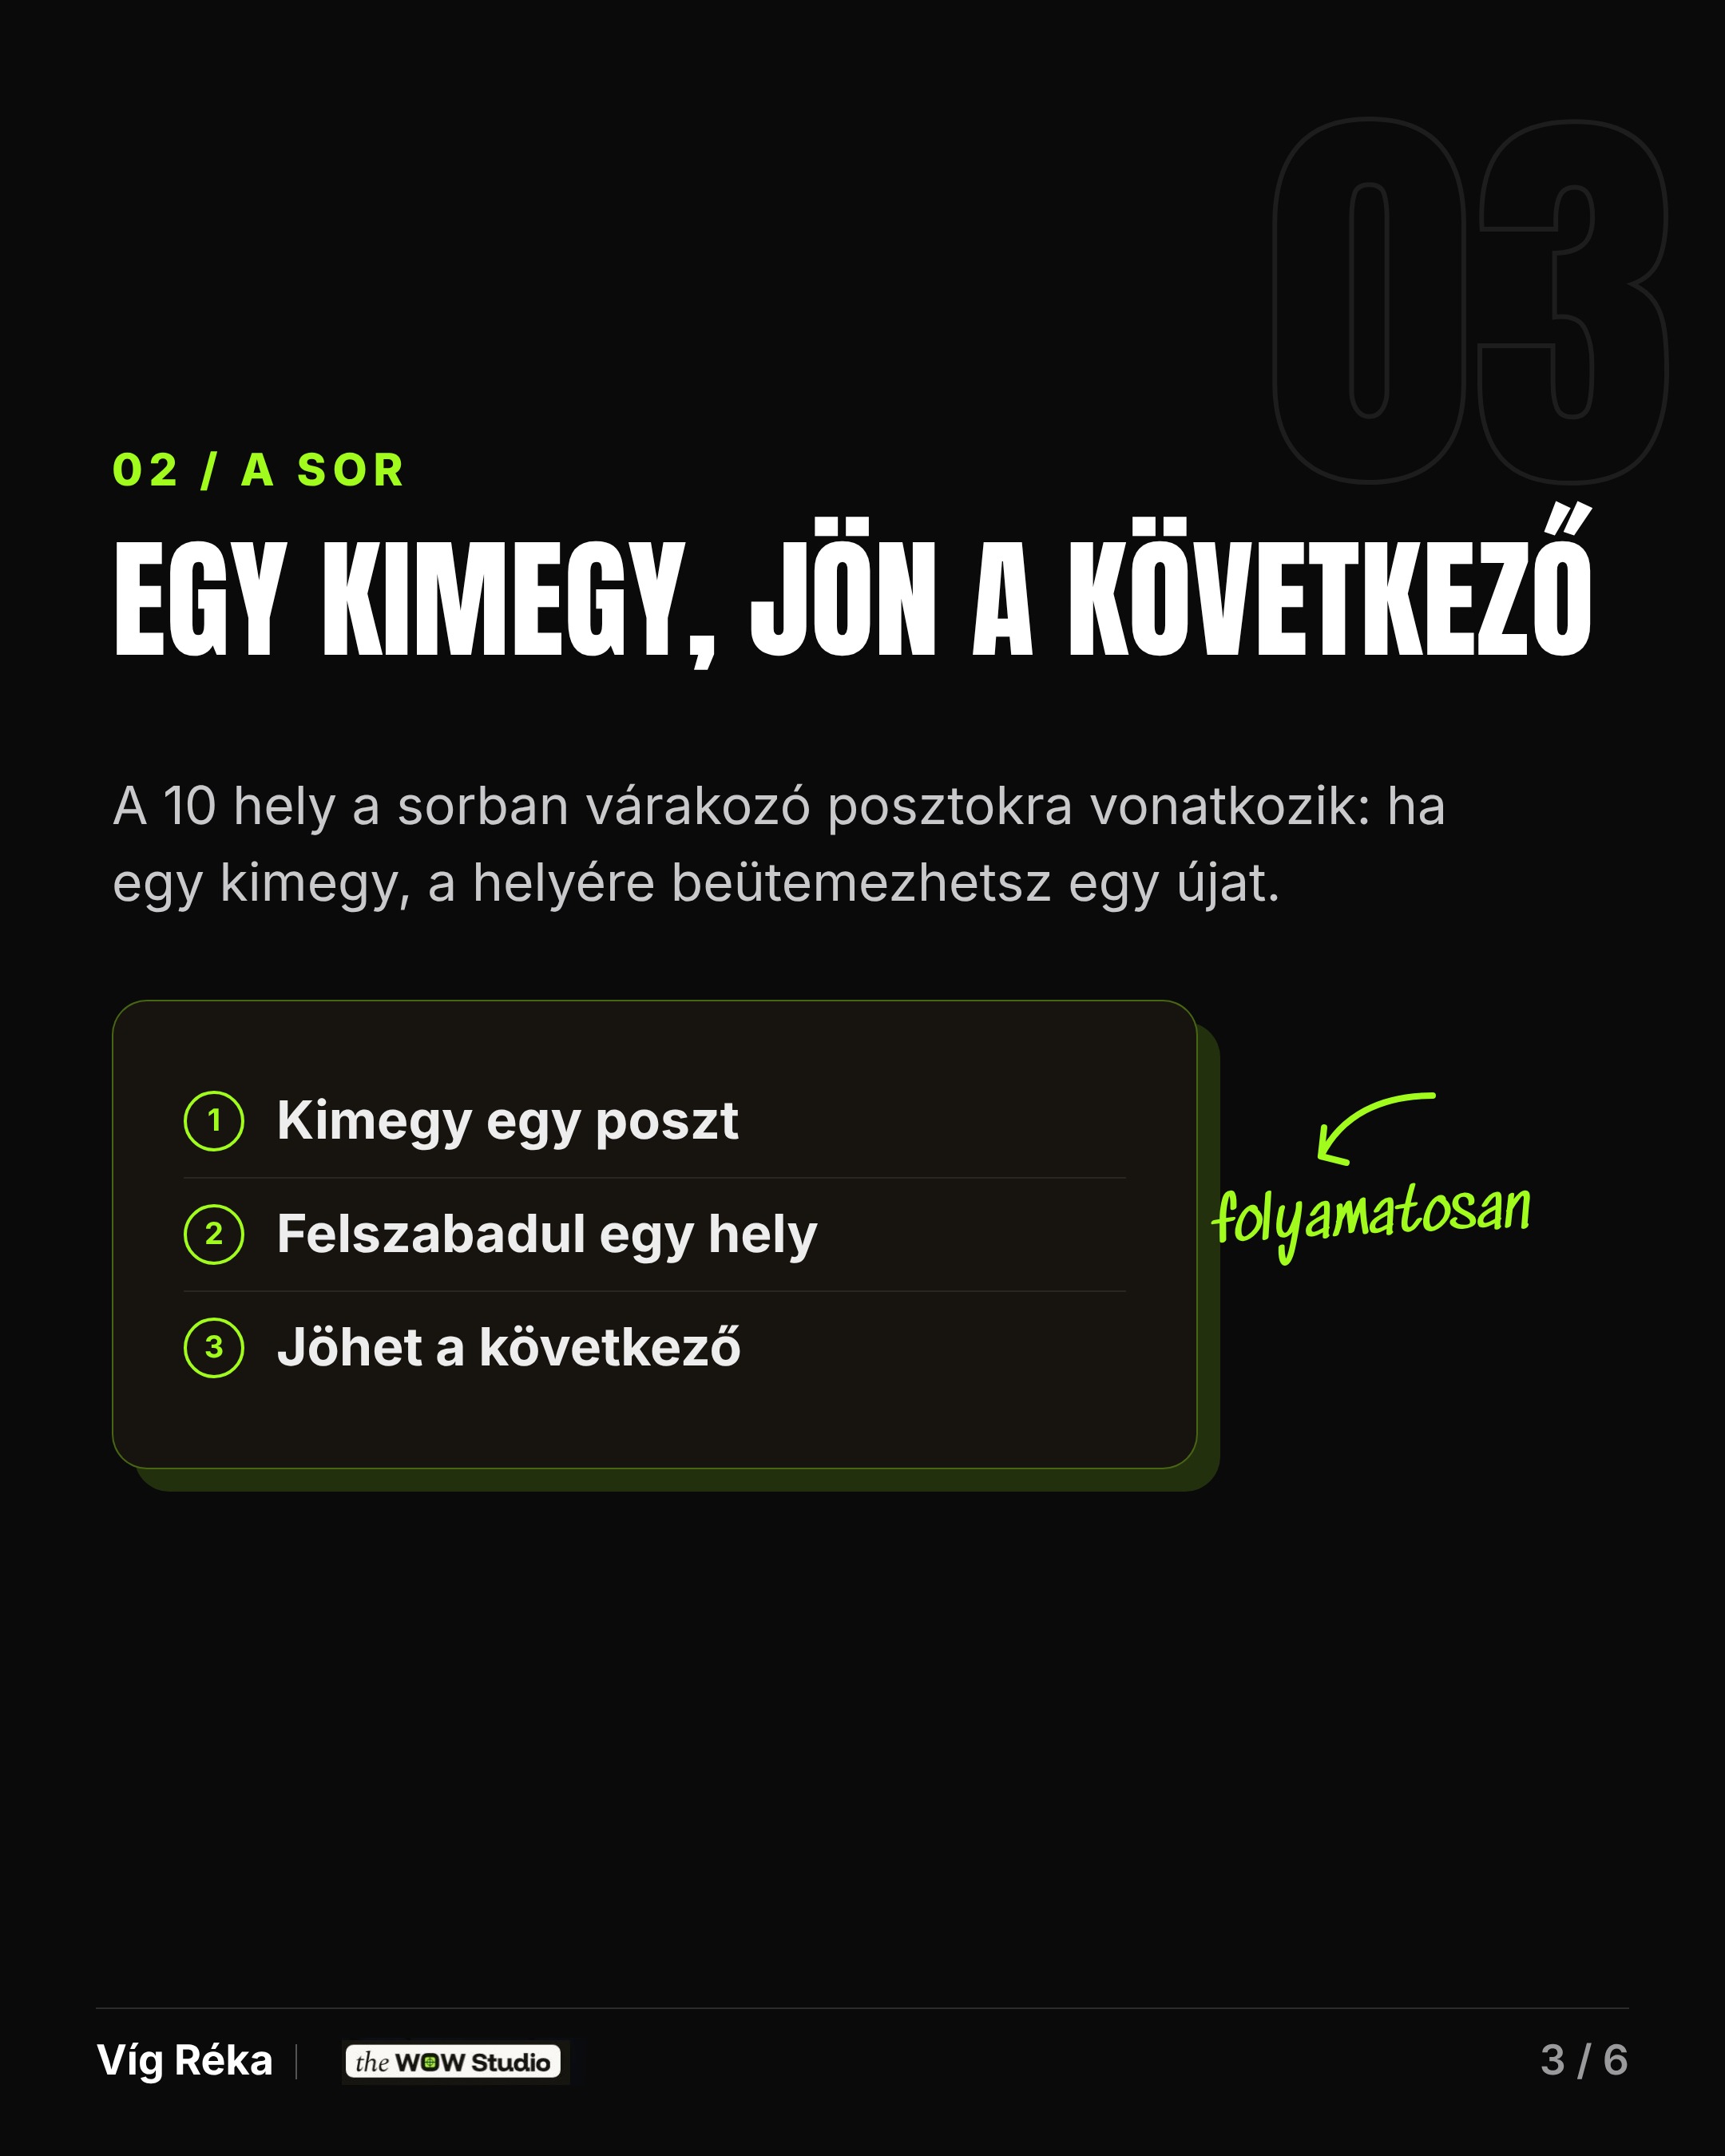 03
02 / A SOR
EGY KIMEGY, JÖN A KÖVETKEZŐ
A 10 hely a sorban várakozó posztokra vonatkozik: ha
egy kimegy, a helyére beütemezhetsz egy újat.
1 Kimegy egy poszt
2 Felszabadul egy hely
3 Jöhet a következő
folyamatosan
Víg Réka
the WOW Studio
3 / 6